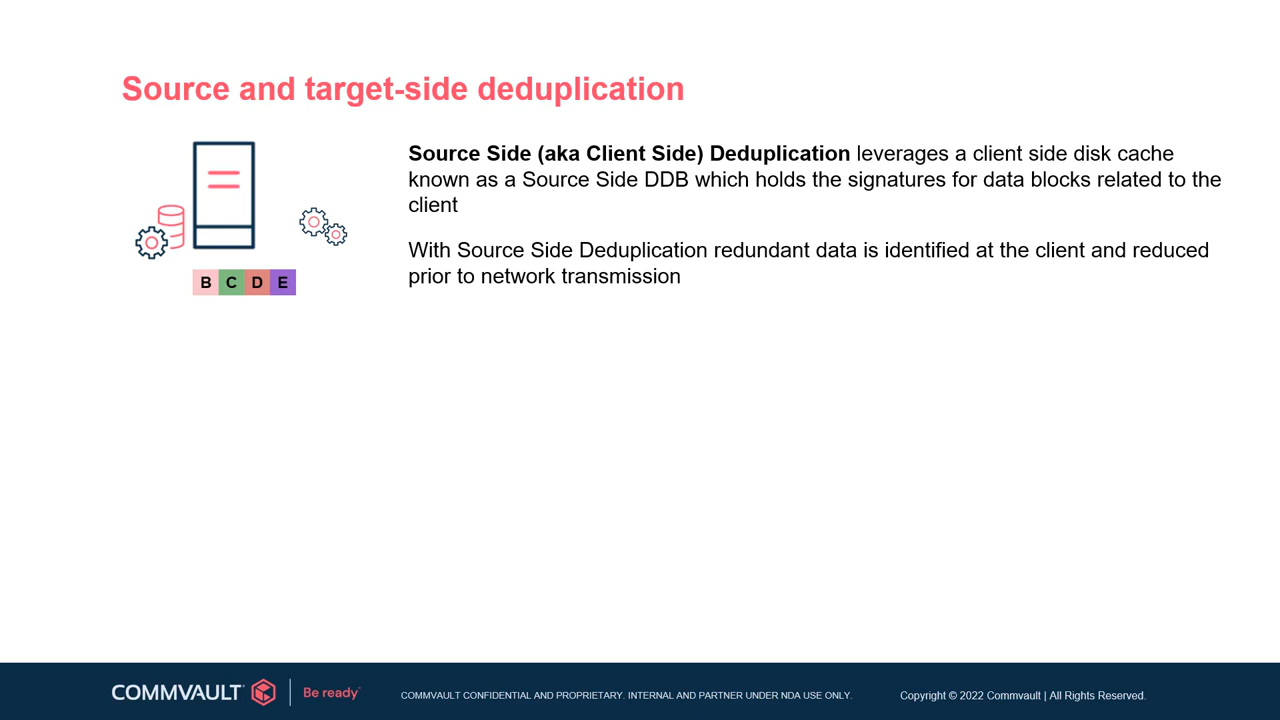 Source and target-side deduplication
Source Side (aka Client Side) Deduplication leverages a client side disk cache
known as a Source Side DDB which holds the signatures for data blocks related to the
client
With Source Side Deduplication redundant data is identified at the client and reduced
prior to network transmission
B C D E
COMMVAULT
Be ready
COMMVAULT CONFIDENTIAL AND PROPRIETARY. INTERNAL AND PARTNER UNDER NDA USE ONLY.
Copyright © 2022 Commvault | All Rights Reserved.